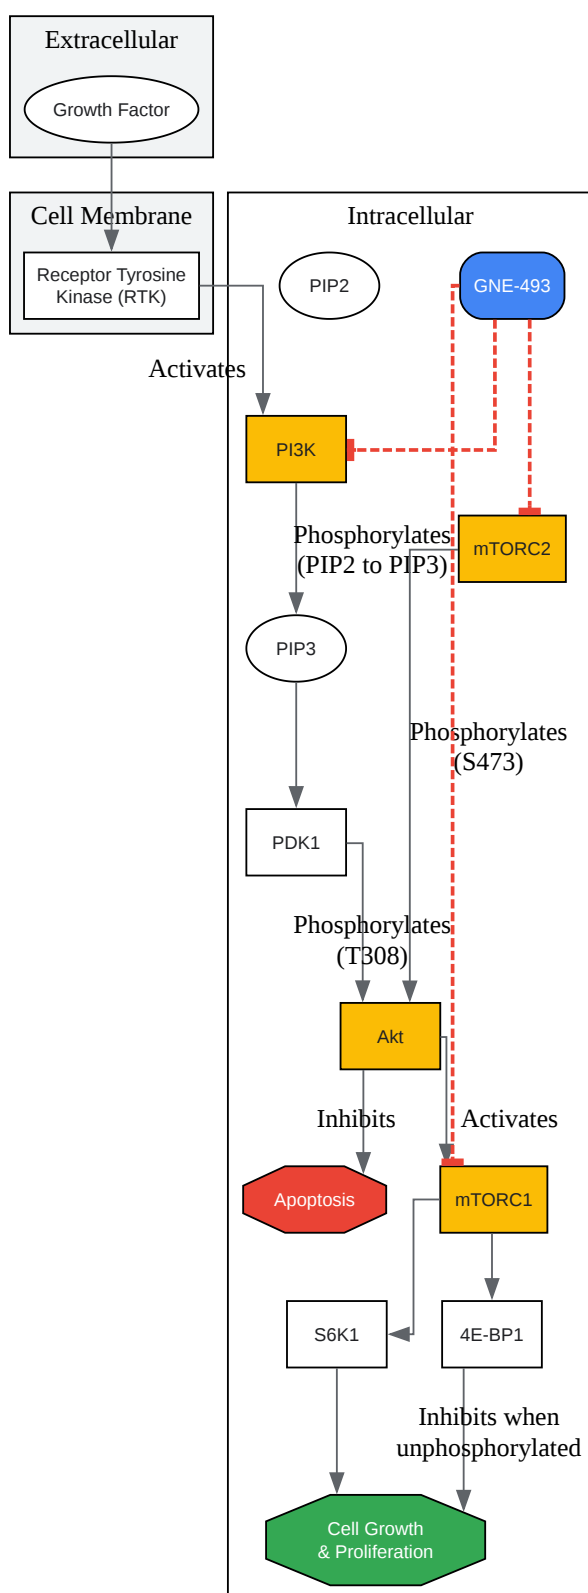 Extracellular
Growth Factor
Cell Membrane
Intracellular
Receptor Tyrosine
Kinase (RTK)
PIP2
GNE-493
Activates
PI3K
Phosphorylates
(PIP2 to PIP3)
mTORC2
PIP3
Phosphorylates
(S473)
PDK1
Phosphorylates
(T308)
Akt
Inhibits
Activates
Apoptosis
mTORC1
S6K1
4E-BP1
Inhibits when
unphosphorylated
Cell Growth
& Proliferation